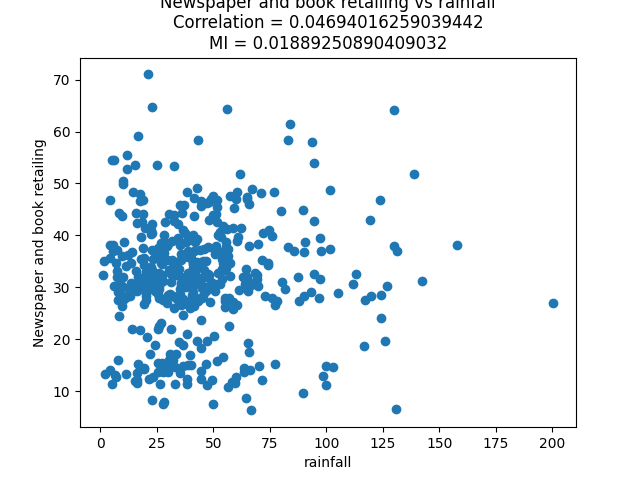 Newspaper and book retailing vs rainfall
Correlation = 0.04694016259039442
MI = 0.01889250890409032
Newspaper and book retailing
70
60
50
40
30
20
10
0 25 50 75 100 125 150 175 200
rainfall